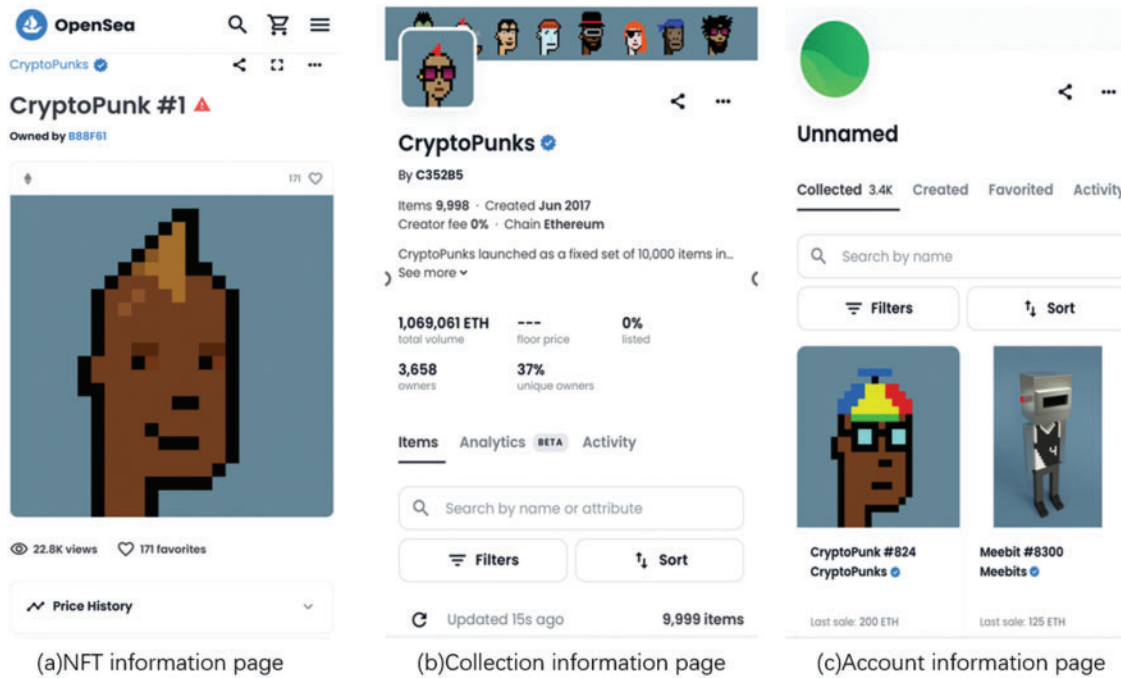 OpenSea
CryptoPunks
CryptoPunk #1
Owned by B88F61
171
22.8K views 171 favorites
Price History
(a)NFT information page
CryptoPunks
By C352B5
Items 9,998 · Created Jun 2017
Creator fee 0% · Chain Ethereum
CryptoPunks launched as a fixed set of 10,000 items in...
See more
1,069,061 ETH --- 0%
total volume floor price listed
3,658 37%
owners unique owners
Items Analytics BETA Activity
Search by name or attribute
Filters Sort
Updated 15s ago 9,999 items
(b)Collection information page
Unnamed
Collected 3.4K Created Favorited Activity
Search by name
Filters Sort
4
CryptoPunk #824 Meebit #8300
CryptoPunks Meebits
Last sale: 200 ETH Last sale: 125 ETH
(c)Account information page